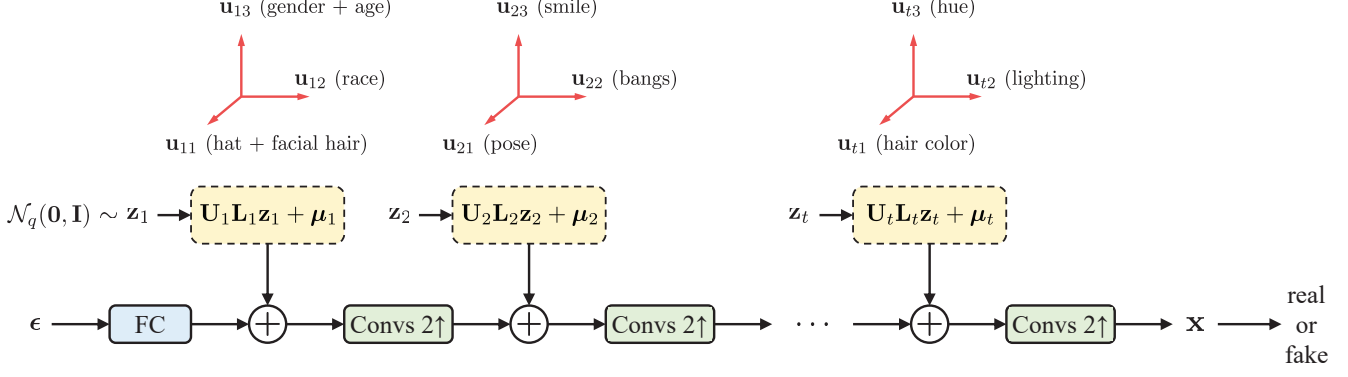 𝐮₁₃ (gender + age)
𝐮₂₃ (smile)
𝐮ₜ₃ (hue)
𝐮₁₂ (race)
𝐮₂₂ (bangs)
𝐮ₜ₂ (lighting)
𝐮₁₁ (hat + facial hair)
𝐮₂₁ (pose)
𝐮ₜ₁ (hair color)
𝒩_q(𝟎, 𝐈) ∼ 𝐳₁
𝐔₁𝐋₁𝐳₁ + 𝝁₁
𝐳₂
𝐔₂𝐋₂𝐳₂ + 𝝁₂
𝐳ₜ
𝐔ₜ𝐋ₜ𝐳ₜ + 𝝁ₜ
𝝐
FC
+
Convs 2↑
+
Convs 2↑
···
+
Convs 2↑
𝐱
real
or
fake